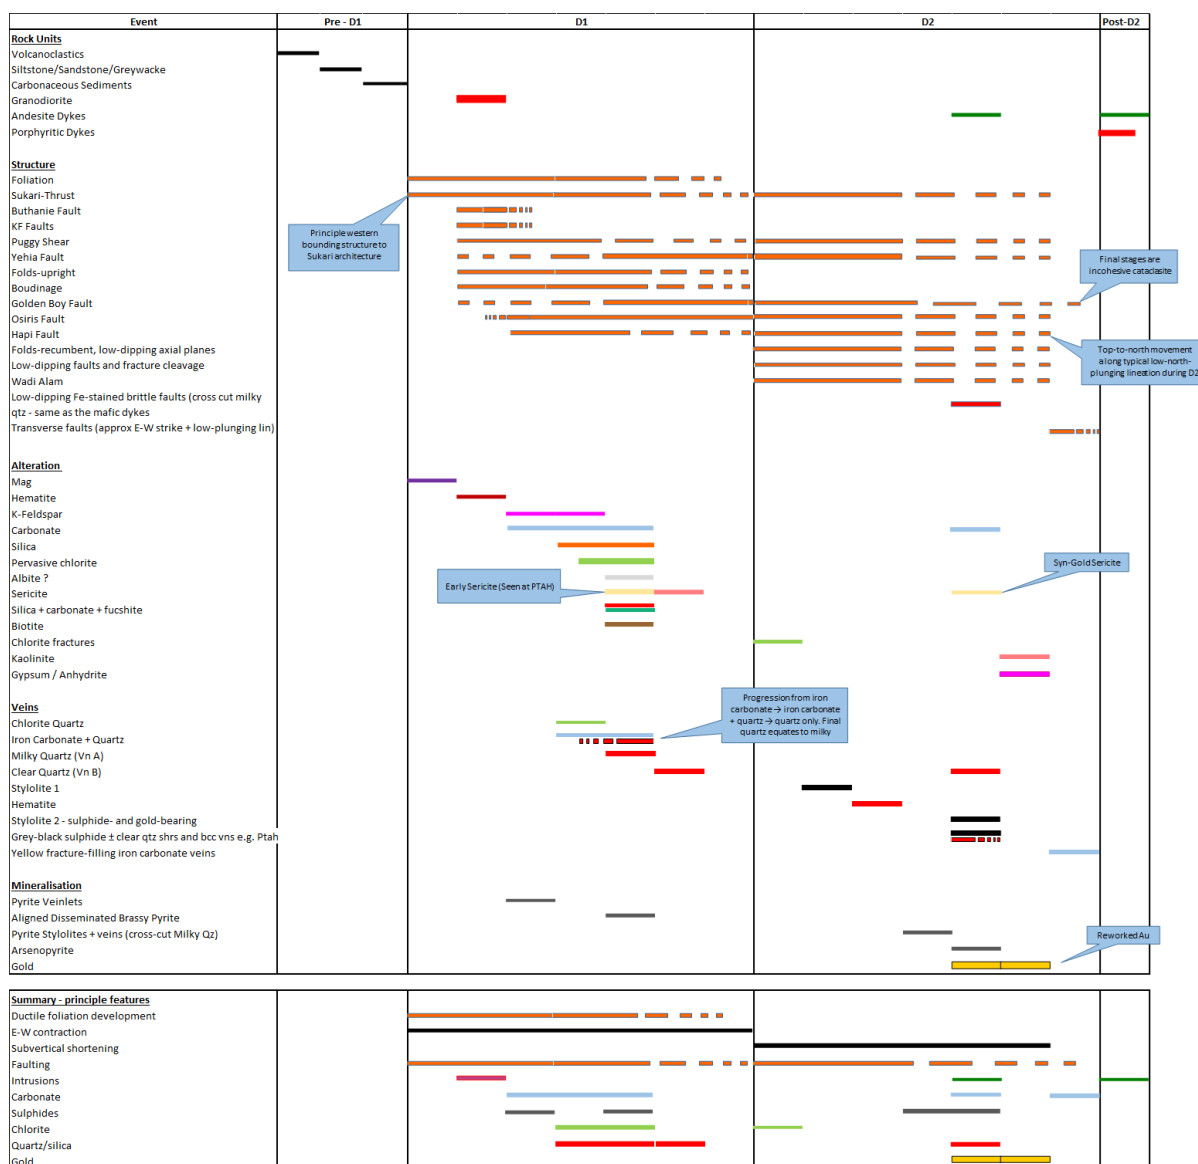 Event Pre - D1 D1 D2 Post-D2
Rock Units
Volcanoclastics
Siltstone/Sandstone/Greywacke
Carbonaceous Sediments
Granodiorite
Andesite Dykes
Porphyritic Dykes
Structure
Foliation
Sukari-Thrust
Buthanie Fault
KF Faults
Puggy Shear
Yehia Fault
Folds-upright
Boudinage
Golden Boy Fault
Osiris Fault
Hapi Fault
Folds-recumbent, low-dipping axial planes
Low-dipping faults and fracture cleavage
Wadi Alam
Low-dipping Fe-stained brittle faults (cross cut milky
qtz - same as the mafic dykes
Transverse faults (approx E-W strike + low-plunging lin)
Principle western
bounding structure to
Sukari architecture
Final stages are
incohesive cataclasite
Top-to-north movement
along typical low-north-
plunging lineation during D2
Alteration
Mag
Hematite
K-Feldspar
Carbonate
Silica
Pervasive chlorite
Albite ?
Sericite
Silica + carbonate + fucshite
Biotite
Chlorite fractures
Kaolinite
Gypsum / Anhydrite
Early Sericite (Seen at PTAH)
Syn-Gold Sericite
Veins
Chlorite Quartz
Iron Carbonate + Quartz
Milky Quartz (Vn A)
Clear Quartz (Vn B)
Stylolite 1
Hematite
Stylolite 2 - sulphide- and gold-bearing
Grey-black sulphide ± clear qtz shrs and bcc vns e.g. Ptah
Yellow fracture-filling iron carbonate veins
Progression from iron
carbonate → iron carbonate
+ quartz → quartz only. Final
quartz equates to milky
Mineralisation
Pyrite Veinlets
Aligned Disseminated Brassy Pyrite
Pyrite Stylolites + veins (cross-cut Milky Qz)
Arsenopyrite
Gold
Reworked Au
Summary - principle features
Ductile foliation development
E-W contraction
Subvertical shortening
Faulting
Intrusions
Carbonate
Sulphides
Chlorite
Quartz/silica
Gold